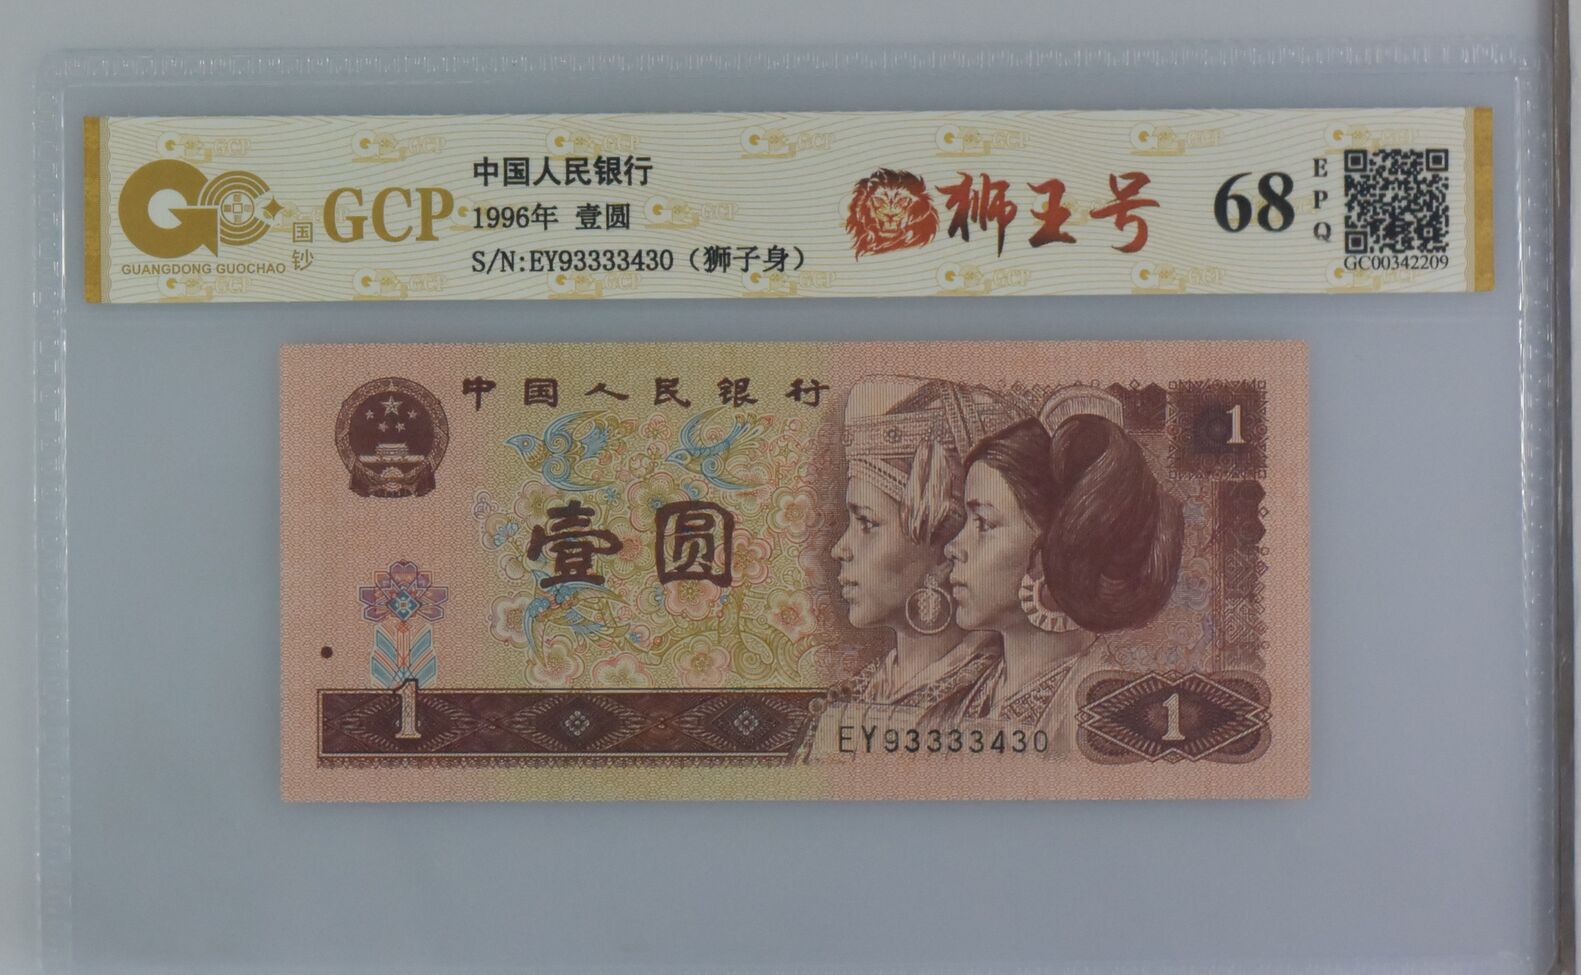 GCP
国钞
GUANGDONG GUOCHAO
中国人民银行
1996年 壹圆
S/N:EY93333430（狮子身）
狮王号
68
EPQ
GC00342209
中国人民银行
1
壹圆
1
EY93333430
1